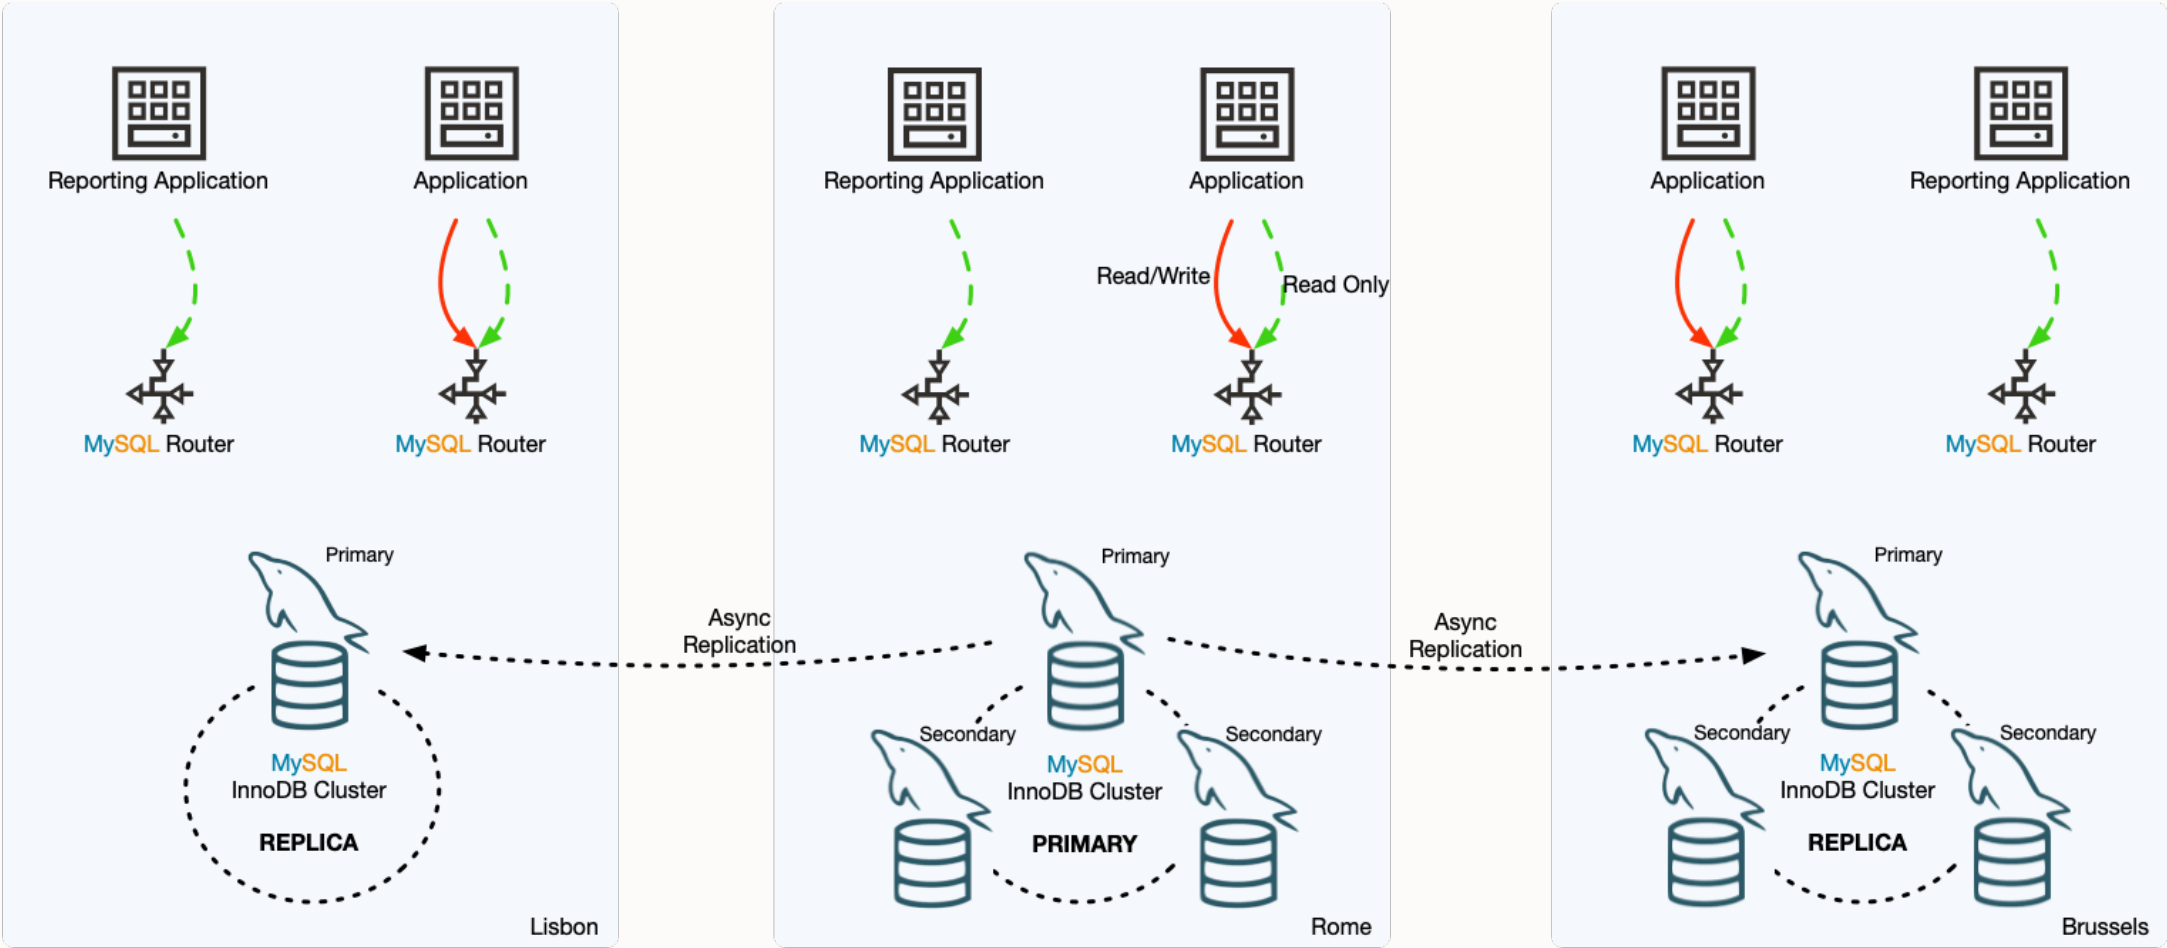 Reporting Application
Application
MySQL Router
MySQL Router
Primary
MySQL
InnoDB Cluster
REPLICA
Lisbon
Async
Replication
Reporting Application
Application
Read/Write
Read Only
MySQL Router
MySQL Router
Primary
Secondary
Secondary
MySQL
InnoDB Cluster
PRIMARY
Rome
Async
Replication
Application
Reporting Application
MySQL Router
MySQL Router
Primary
Secondary
Secondary
MySQL
InnoDB Cluster
REPLICA
Brussels